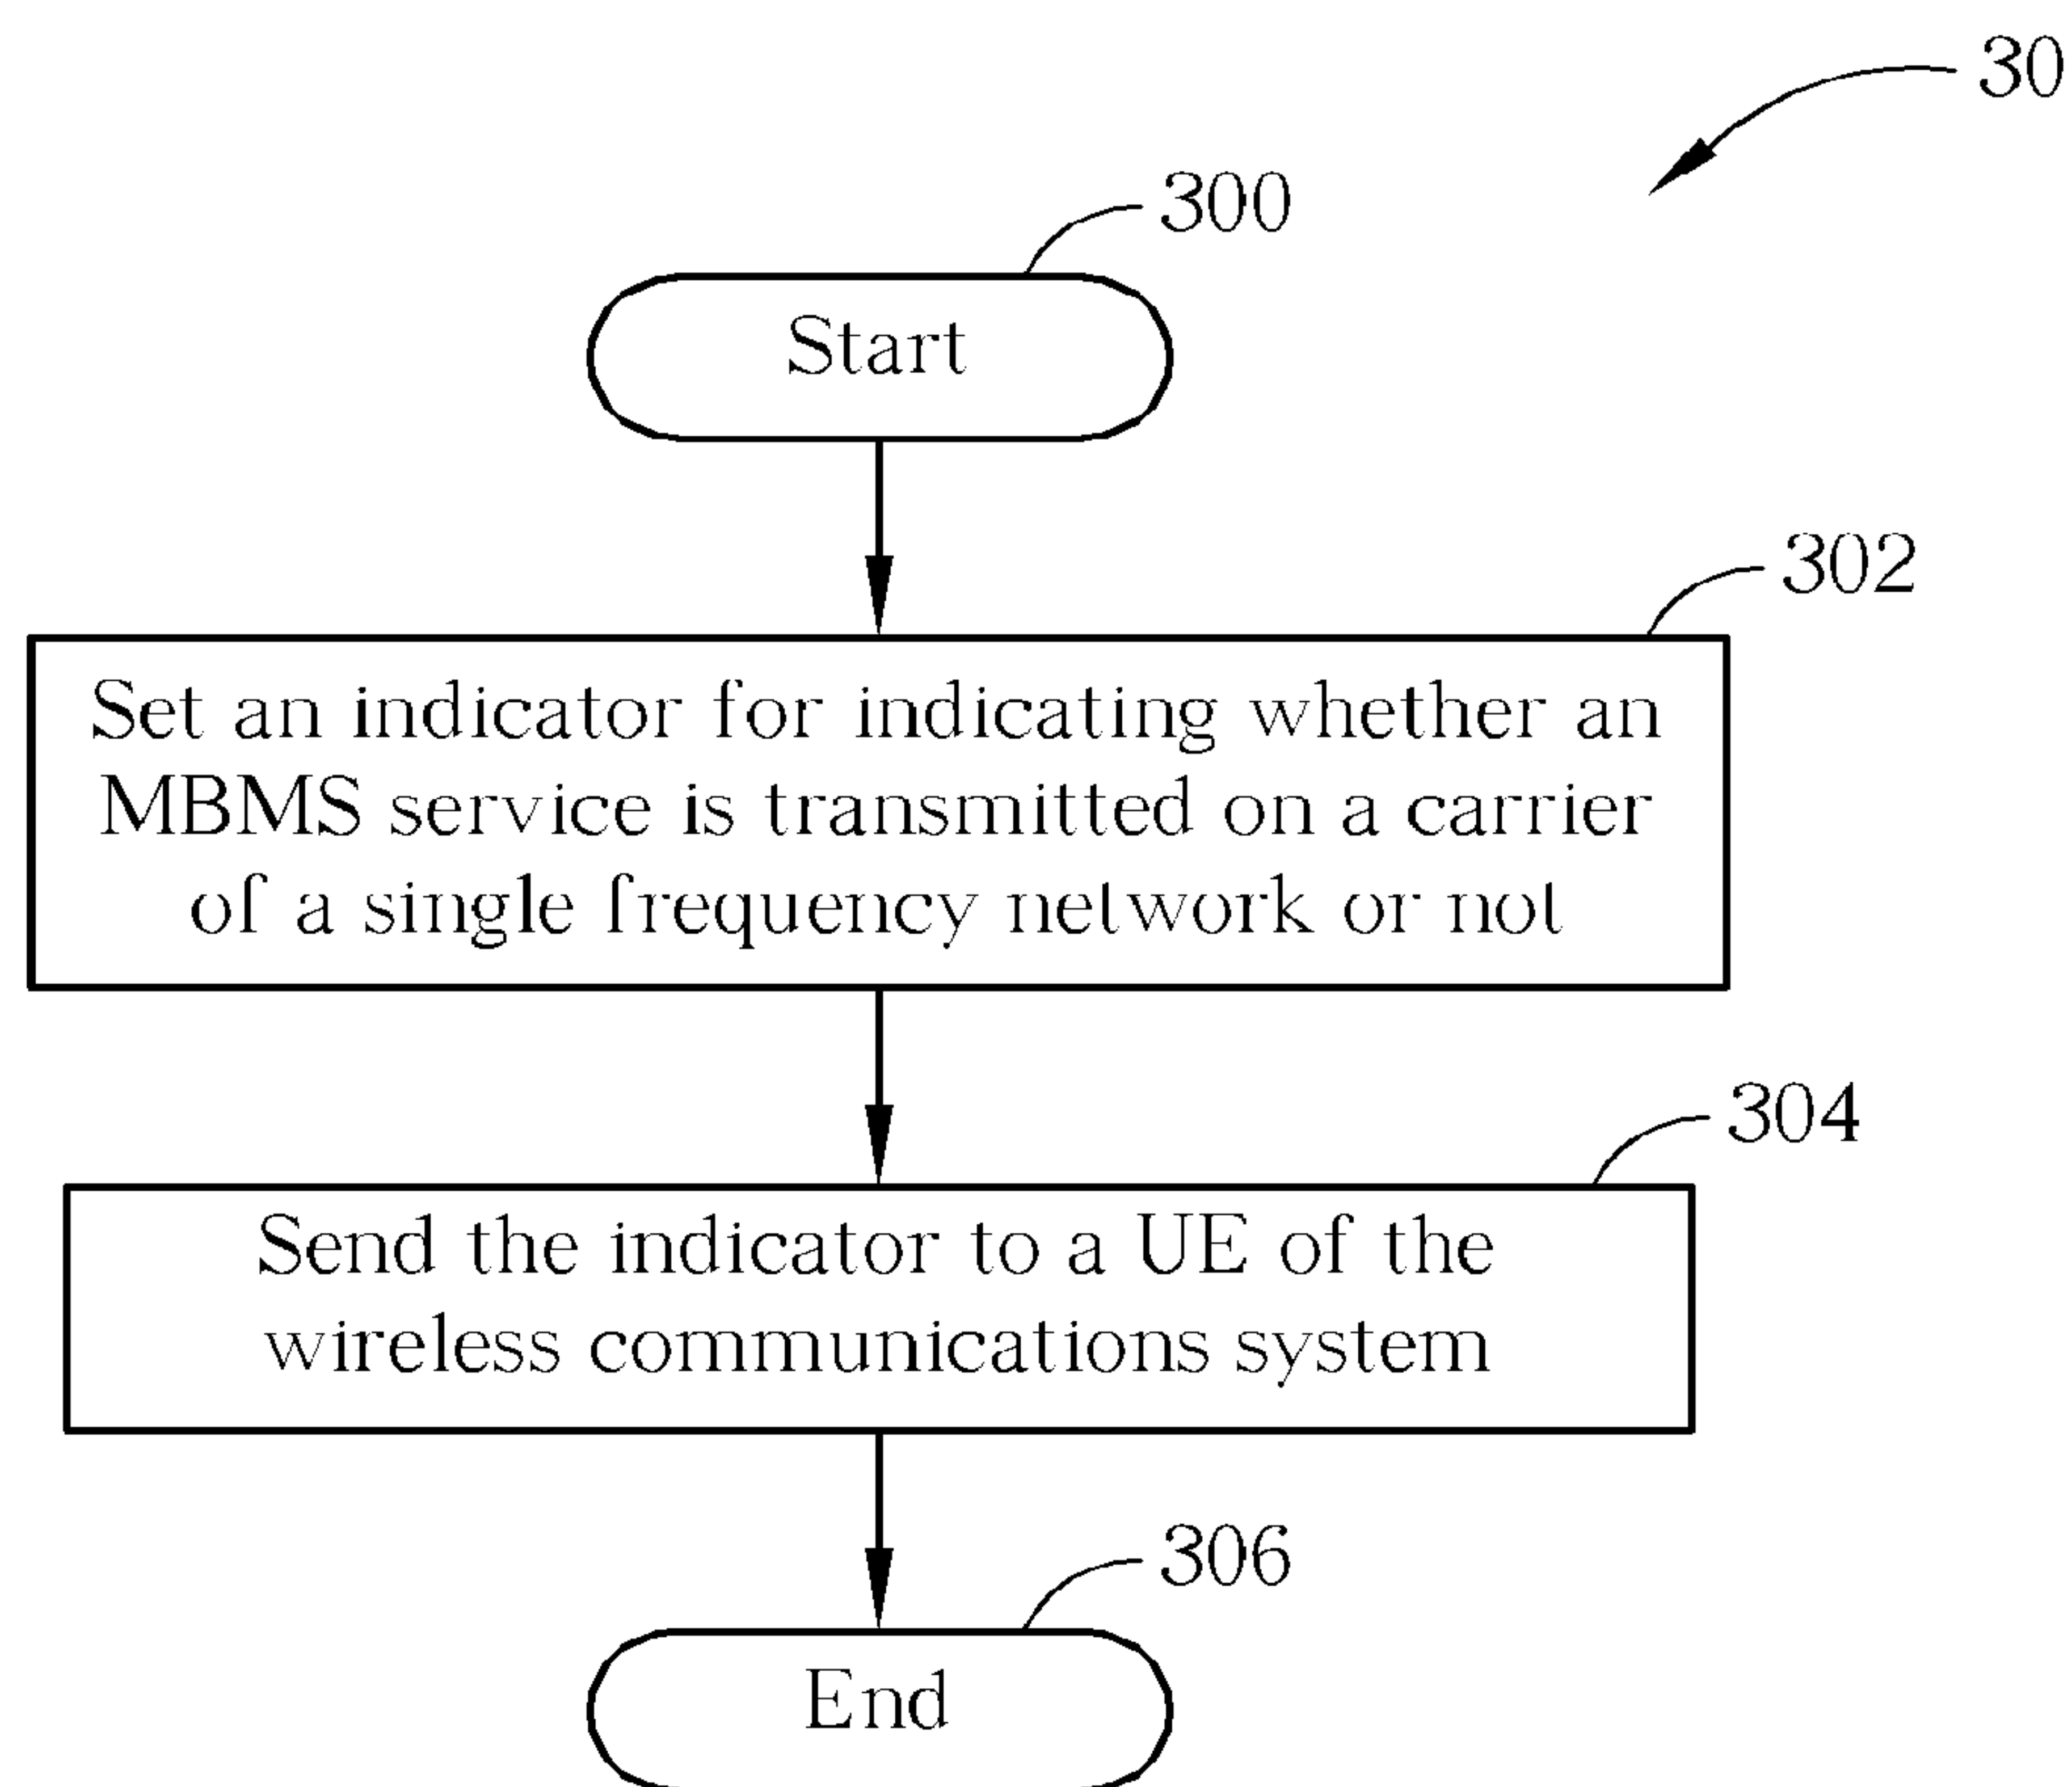 30
300
Start
302
Set an indicator for indicating whether an
MBMS service is transmitted on a carrier
of a single frequency network or not
304
Send the indicator to a UE of the
wireless communications system
306
End